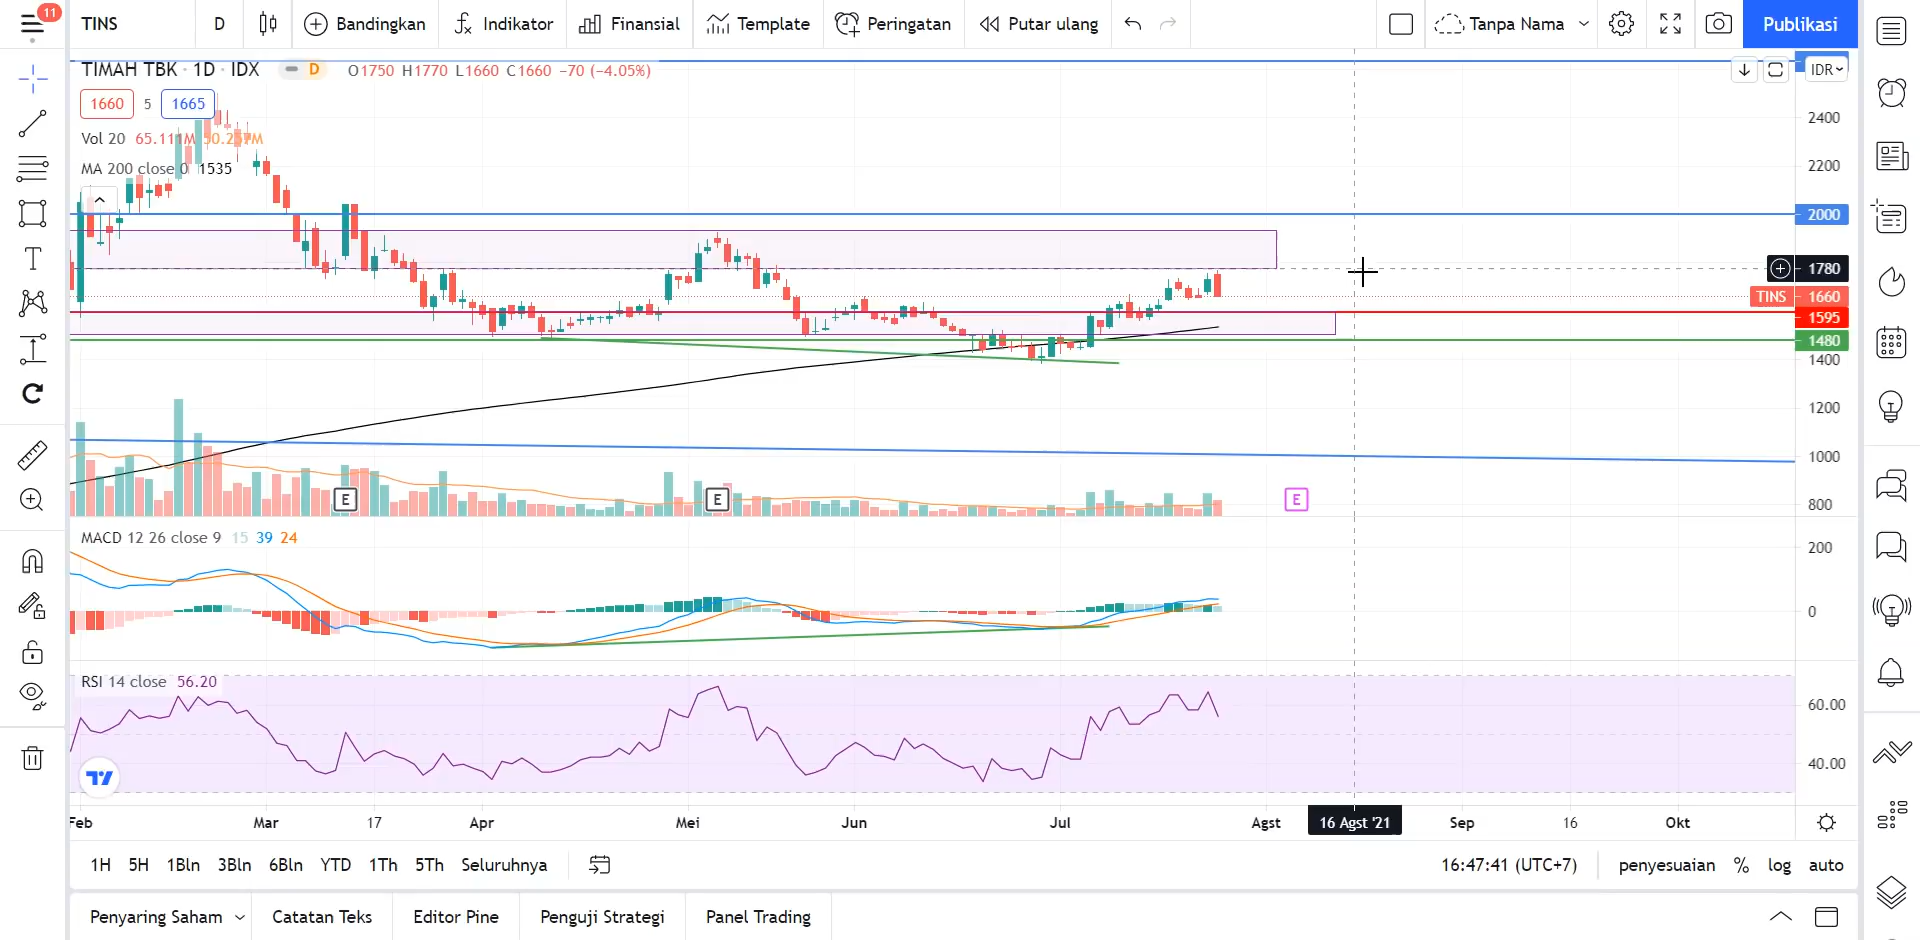 11
TINS D Bandingkan Indikator Finansial Template Peringatan Putar ulang Tanpa Nama Publikasi
TIMAH TBK · 1D · IDX D O1750 H1770 L1660 C1660 −70 (−4.05%) IDR
1660 5 1665
Vol 20 65.111M 50.257M
MA 200 close 0 1535
2400
2200
2000
1780
TINS 1660
1595
1480
1400
1200
1000
800
E E E
MACD 12 26 close 9 15 39 24
200
0
RSI 14 close 56.20
60.00
40.00
Feb Mar 17 Apr Mei Jun Jul Agst 16 Agst '21 Sep 16 Okt
1H 5H 1Bln 3Bln 6Bln YTD 1Th 5Th Seluruhnya 16:47:41 (UTC+7) penyesuaian % log auto
Penyaring Saham Catatan Teks Editor Pine Penguji Strategi Panel Trading